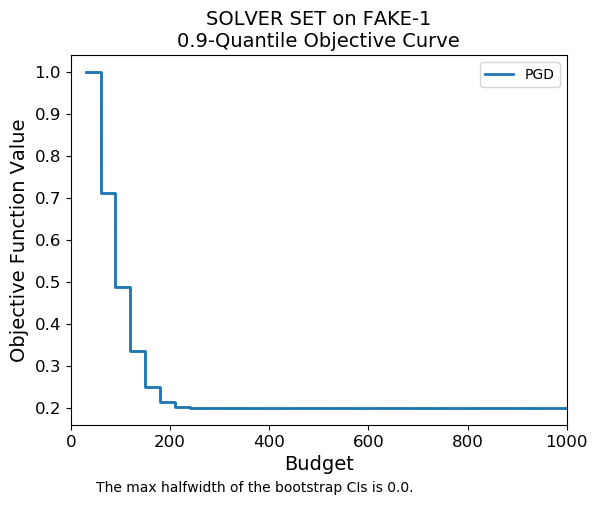 SOLVER SET on FAKE-1
0.9-Quantile Objective Curve
PGD
1.0
0.9
0.8
0.7
0.6
0.5
0.4
0.3
0.2
Objective Function Value
0 200 400 600 800 1000
Budget
The max halfwidth of the bootstrap CIs is 0.0.